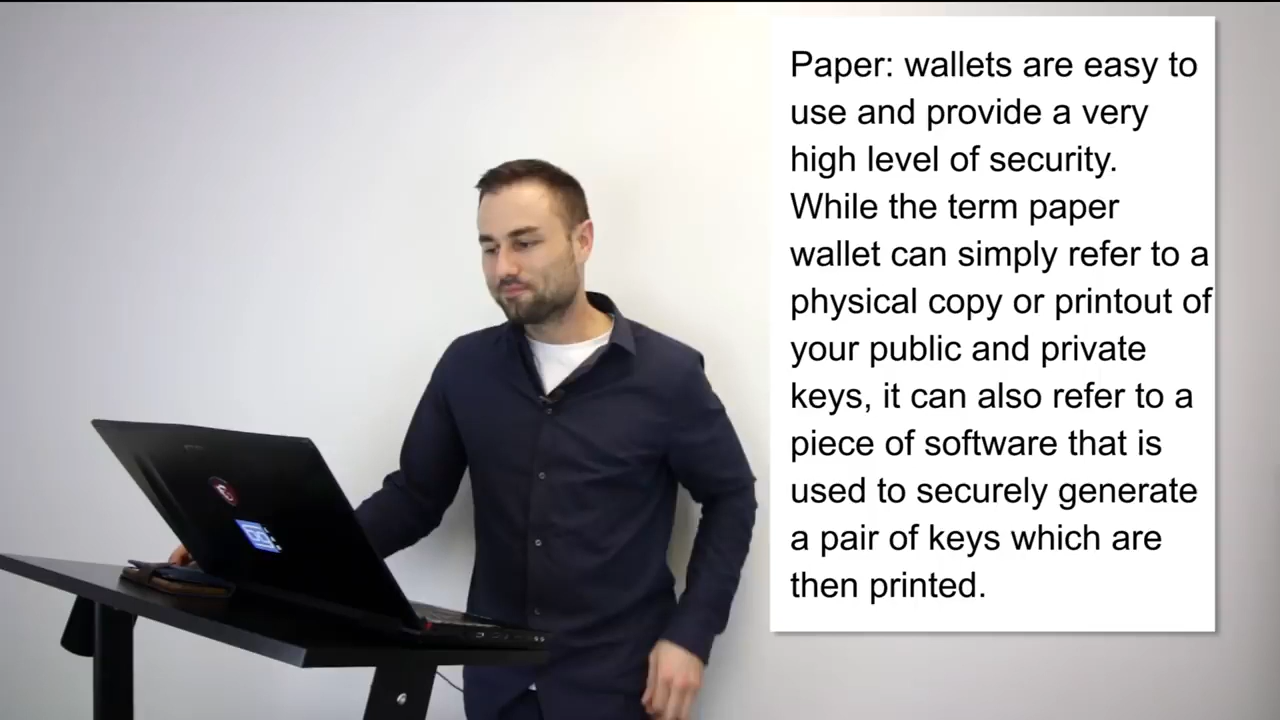 Paper: wallets are easy to
use and provide a very
high level of security.
While the term paper
wallet can simply refer to a
physical copy or printout of
your public and private
keys, it can also refer to a
piece of software that is
used to securely generate
a pair of keys which are
then printed.